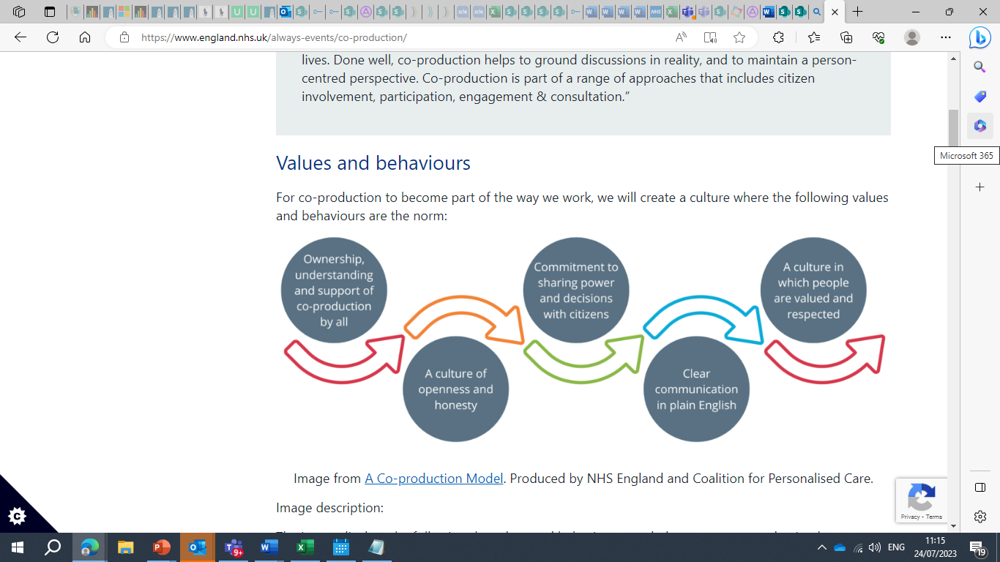 https://www.england.nhs.uk/always-events/co-production/
lives. Done well, co-production helps to ground discussions in reality, and to maintain a person-
centred perspective. Co-production is part of a range of approaches that includes citizen
involvement, participation, engagement & consultation.”
Values and behaviours
Microsoft 365
For co-production to become part of the way we work, we will create a culture where the following values
and behaviours are the norm:
Ownership,
understanding
and support of
co-production
by all
A culture of
openness and
honesty
Commitment to
sharing power
and decisions
with citizens
Clear
communication
in plain English
A culture in
which people
are valued and
respected
Image from A Co-production Model. Produced by NHS England and Coalition for Personalised Care.
Image description:
Privacy - Terms
9+
ENG
11:15
24/07/2023
19